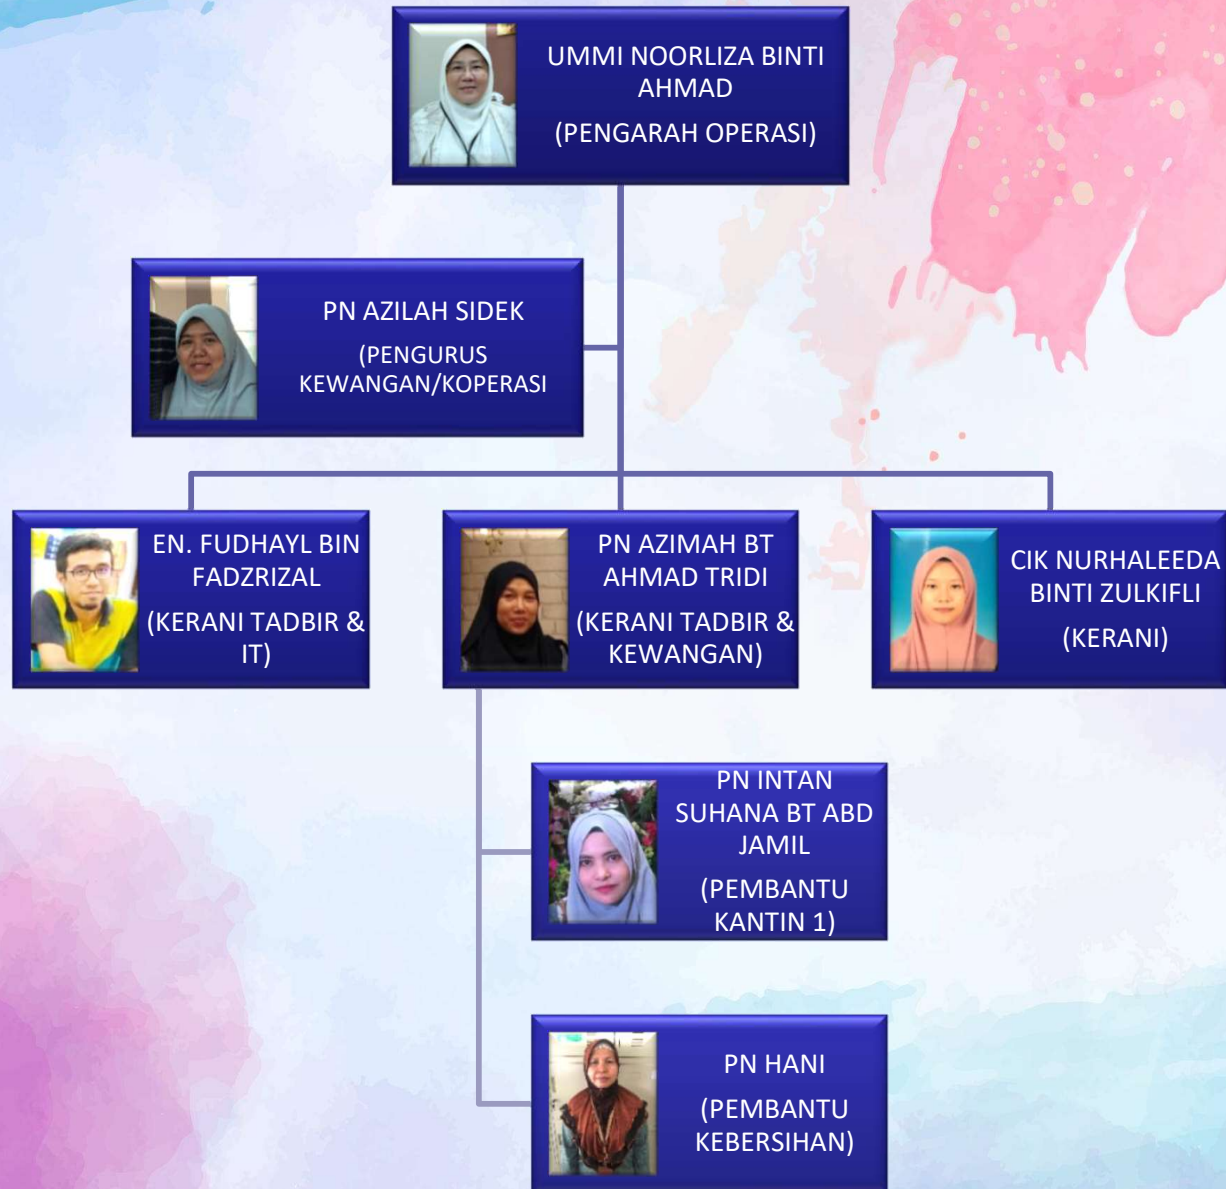 UMMI NOORLIZA BINTI
AHMAD
(PENGARAH OPERASI)
PN AZILAH SIDEK
(PENGURUS
KEWANGAN/KOPERASI
EN. FUDHAYL BIN
FADZRIZAL
(KERANI TADBIR &
IT)
PN AZIMAH BT
AHMAD TRIDI
(KERANI TADBIR &
KEWANGAN)
CIK NURHALEEDA
BINTI ZULKIFLI
(KERANI)
PN INTAN
SUHANA BT ABD
JAMIL
(PEMBANTU
KANTIN 1)
PN HANI
(PEMBANTU
KEBERSIHAN)